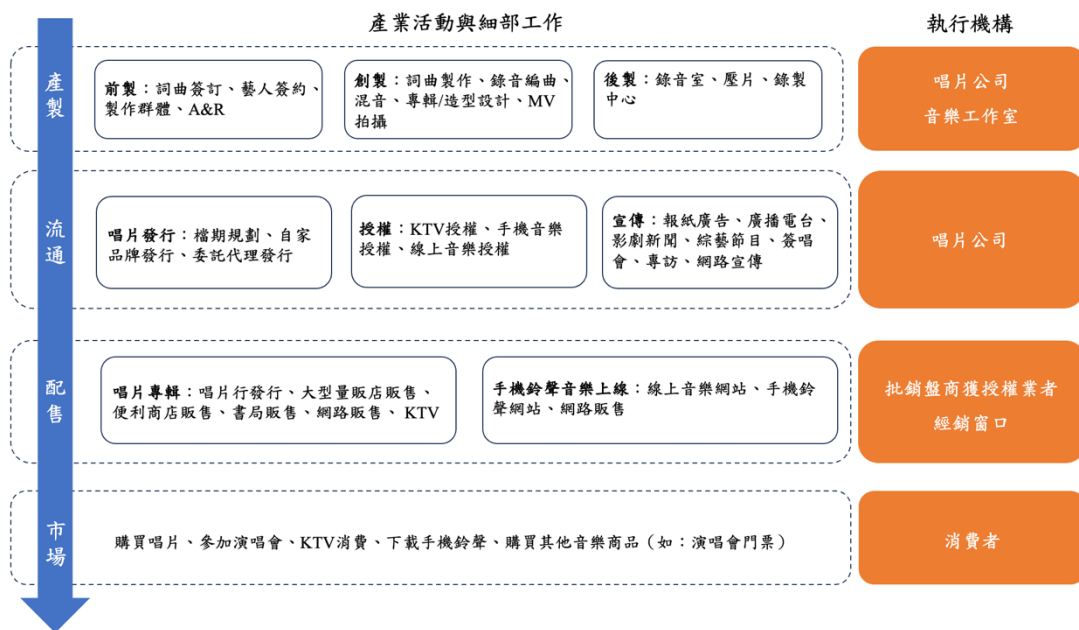 產業活動與細部工作
執行機構
產製
前製：詞曲簽訂、藝人簽約、
製作群體、A&R
創製：詞曲製作、錄音編曲、
混音、專輯/造型設計、MV
拍攝
後製：錄音室、壓片、錄製
中心
唱片公司
音樂工作室
流通
唱片發行：檔期規劃、自家
品牌發行、委託代理發行
授權：KTV授權、手機音樂
授權、線上音樂授權
宣傳：報紙廣告、廣播電台、
影劇新聞、綜藝節目、簽唱
會、專訪、網路宣傳
唱片公司
配售
唱片專輯：唱片行發行、大型量販店販售、
便利商店販售、書局販售、網路販售、 KTV
手機鈴聲音樂上線：線上音樂網站、手機鈴
聲網站、網路販售
批銷盤商獲授權業者
經銷窗口
市場
購買唱片、參加演唱會、KTV消費、下載手機鈴聲、購買其他音樂商品（如：演唱會門票）
消費者